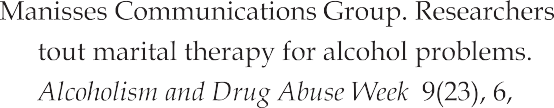 Manisses Communications Group. Researchers
tout marital therapy for alcohol problems.
Alcoholism and Drug Abuse Week 9(23), 6,